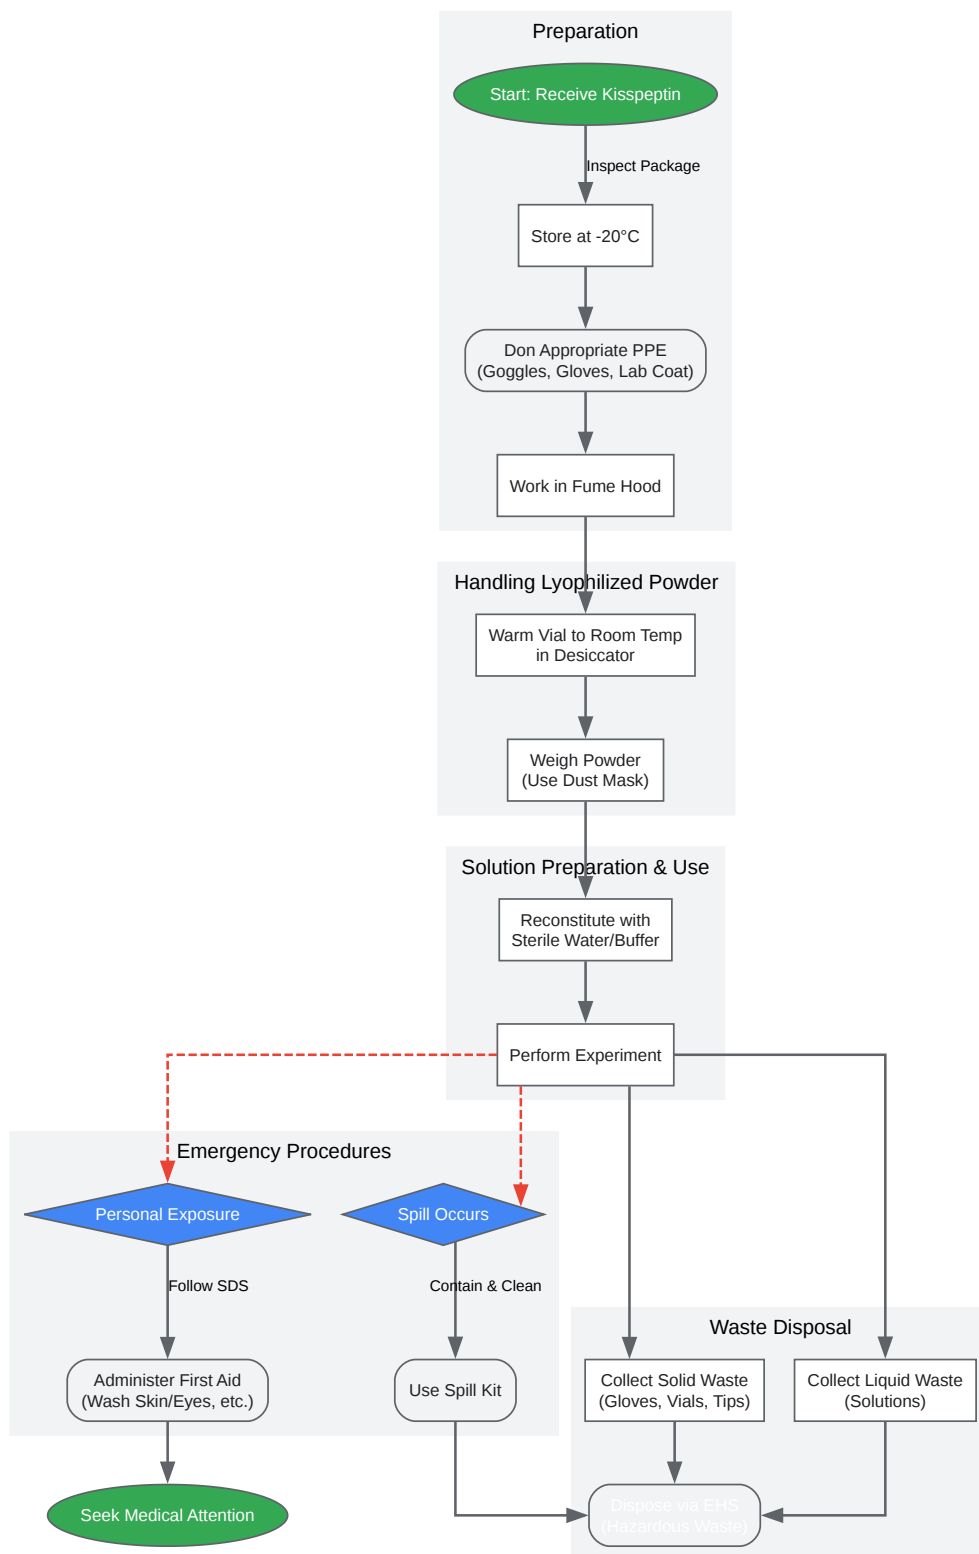 Preparation
Start: Receive Kisspeptin
Inspect Package
Store at -20°C
Don Appropriate PPE
(Goggles, Gloves, Lab Coat)
Work in Fume Hood
Handling Lyophilized Powder
Warm Vial to Room Temp
in Desiccator
Weigh Powder
(Use Dust Mask)
Solution Preparation & Use
Reconstitute with
Sterile Water/Buffer
Perform Experiment
Emergency Procedures
Personal Exposure
Spill Occurs
Follow SDS
Contain & Clean
Administer First Aid
(Wash Skin/Eyes, etc.)
Use Spill Kit
Seek Medical Attention
Waste Disposal
Collect Solid Waste
(Gloves, Vials, Tips)
Collect Liquid Waste
(Solutions)
Dispose via EHS
(Hazardous Waste)